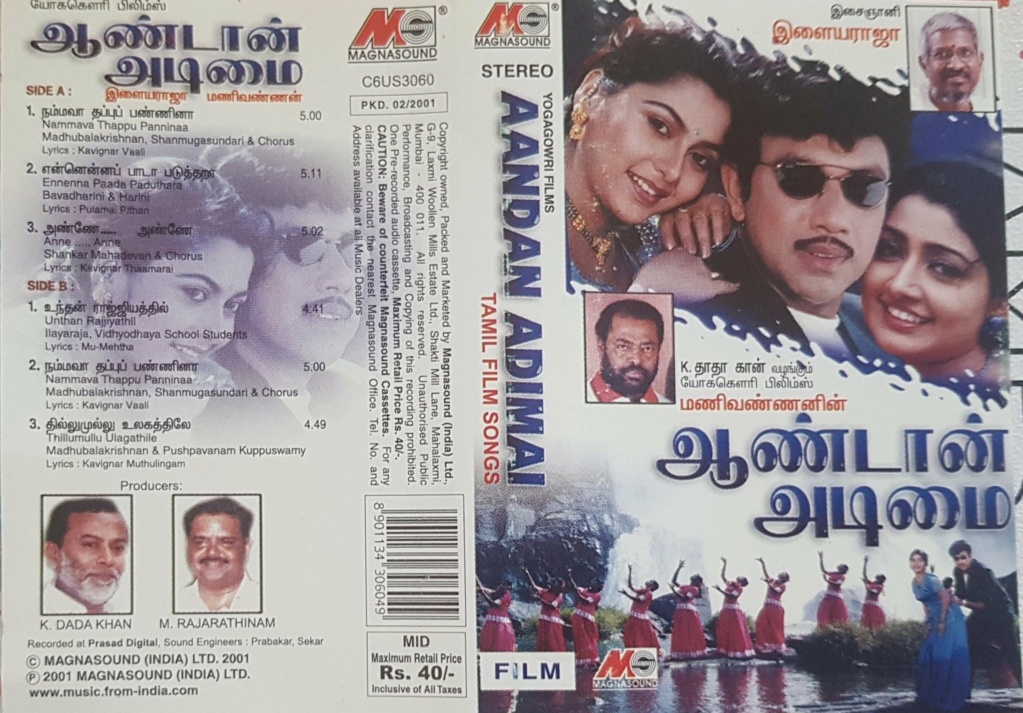 யோககௌரி பிலிம்ஸ்
ஆண்டான்
அடிமை
இளையராஜா மணிவண்ணன்
SIDE A :
1. நம்மவா தப்புப் பண்ணினா 5.00
Nammava Thappu Panninaa
Madhubalakrishnan, Shanmugasundari & Chorus
Lyrics : Kavignar Vaali
2. என்னென்னப் பாடா படுத்தறா 5.11
Ennenna Paada Paduthara
Bavadharini & Harini
Lyrics : Pulamai Pithan
3. அண்ணே..... அண்ணே 5.02
Anne ..... Anne
Shankar Mahadevan & Chorus
Lyrics : Kavignar Thuramarai
SIDE B :
1. உந்தன் ராஜ்ஜியத்தில் 4.41
Unthan Rajjiyathil
Ilayaraja, Vidhyodhaya School Students
Lyrics : Mu-Mehtha
2. நம்மவா தப்புப் பண்ணினா 5.00
Nammava Thappu Panninaa
Madhubalakrishnan, Shanmugasundari & Chorus
Lyrics : Kavignar Vaali
3. தில்லுமுல்லு உலகத்திலே 4.49
Thillumullu Ulagathile
Madhubalakrishnan & Pushpavanam Kuppuswamy
Lyrics : Kavignar Muthulingam
Producers:
K. DADA KHAN M. RAJARATHINAM
Recorded at Prasad Digital, Sound Engineers : Prabakar, Sekar
© MAGNASOUND (INDIA) LTD. 2001
℗ 2001 MAGNASOUND (INDIA) LTD.
www.music.from-india.com
MAGNASOUND®
C6US3060
PKD. 02/2001
Copyright owned, Packed and Marketed by Magnasound (India) Ltd.,
G-9, Laxmi Woollen Mills Estate Ltd. Shakti Mill Lane, Mahalaxmi,
Mumbai - 400 011. All rights reserved. Unauthorised Public
Performance, Broadcasting and Copying of this recording prohibited.
One Pre-recorded audio cassette, Maximum Retail Price Rs. 40/-.
CAUTION: Beware of counterfeit Magnasound Cassettes. For any
clarification contact the nearest Magnasound Office. Tel. No. and
Address available at all Music Dealers
8 901134 306049
MID
Maximum Retail Price
Rs. 40/-
Inclusive of All Taxes
MAGNASOUND®
STEREO
YOGAGOWRI FILMS
AANDAN ADIMAI
TAMIL FILM SONGS
FILM
இசைஞானி
இளையராஜா
K. தாதா கான் வழங்கும்
யோககௌரி பிலிம்ஸ்
மணிவண்ணனின்
ஆண்டான்
அடிமை
MAGNASOUND